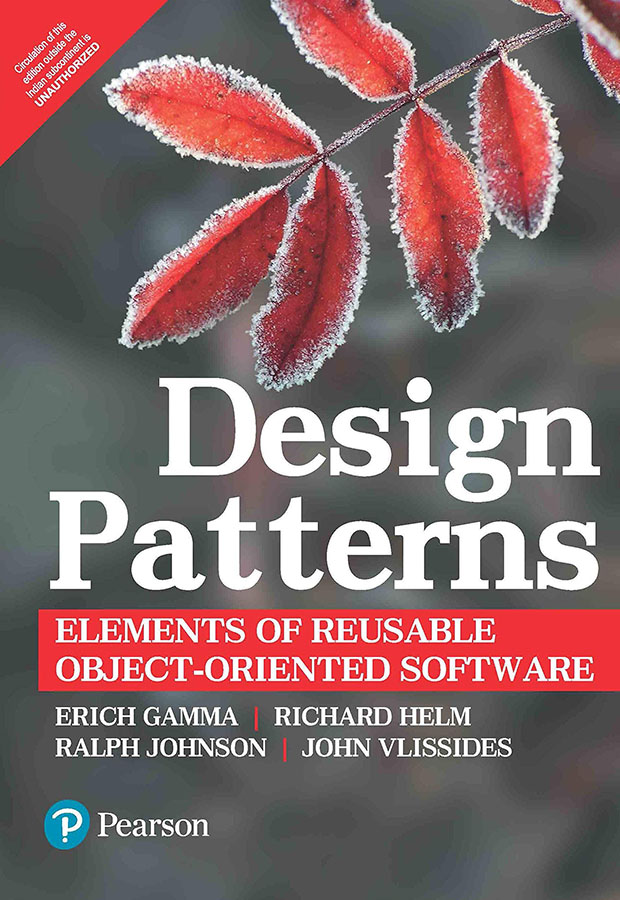 Circulation of this
edition outside the
Indian subcontinent is
UNAUTHORIZED
Design
Patterns
ELEMENTS OF REUSABLE
OBJECT-ORIENTED SOFTWARE
ERICH GAMMA | RICHARD HELM
RALPH JOHNSON | JOHN VLISSIDES
P Pearson